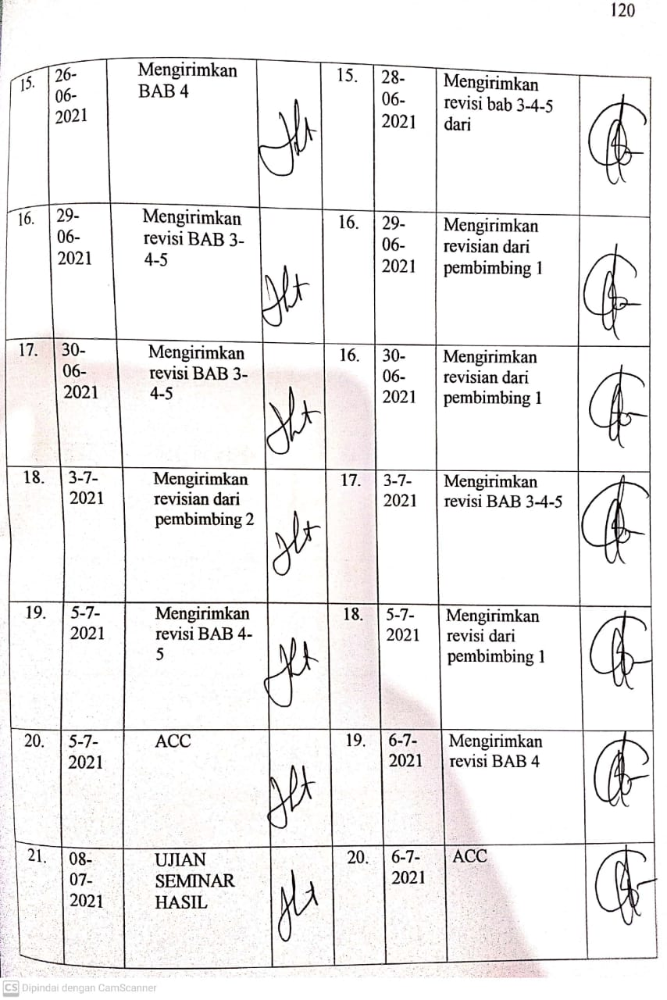 120
15.
26-
06-
2021
Mengirimkan
BAB 4
15.
28-
06-
2021
Mengirimkan
revisi bab 3-4-5
dari
16.
29-
06-
2021
Mengirimkan
revisi BAB 3-
4-5
16.
29-
06-
2021
Mengirimkan
revisian dari
pembimbing 1
17.
30-
06-
2021
Mengirimkan
revisi BAB 3-
4-5
16.
30-
06-
2021
Mengirimkan
revisian dari
pembimbing 1
18.
3-7-
2021
Mengirimkan
revisian dari
pembimbing 2
17.
3-7-
2021
Mengirimkan
revisi BAB 3-4-5
19.
5-7-
2021
Mengirimkan
revisi BAB 4-
5
18.
5-7-
2021
Mengirimkan
revisi dari
pembimbing 1
20.
5-7-
2021
ACC
19.
6-7-
2021
Mengirimkan
revisi BAB 4
21.
08-
07-
2021
UJIAN
SEMINAR
HASIL
20.
6-7-
2021
ACC
CS Dipindai dengan CamScanner